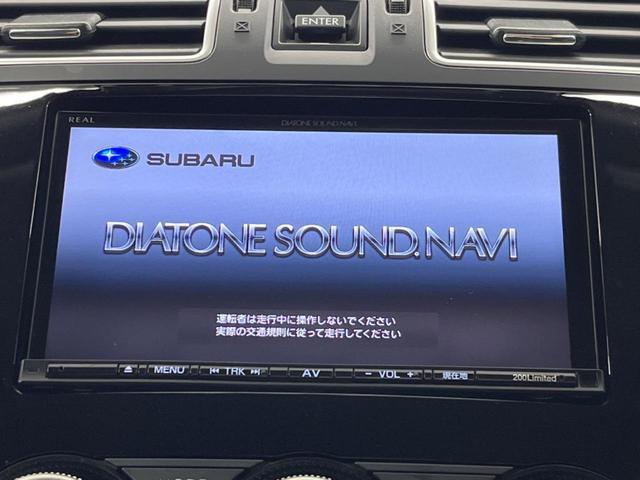 ENTER
REAL
DIATONE SOUND.NAVI
SUBARU
DIATONE SOUND.NAVI
運転者は走行中に操作しないでください
実際の交通規則に従って走行してください
MENU TRK AV − VOL + 現在地 200Limited